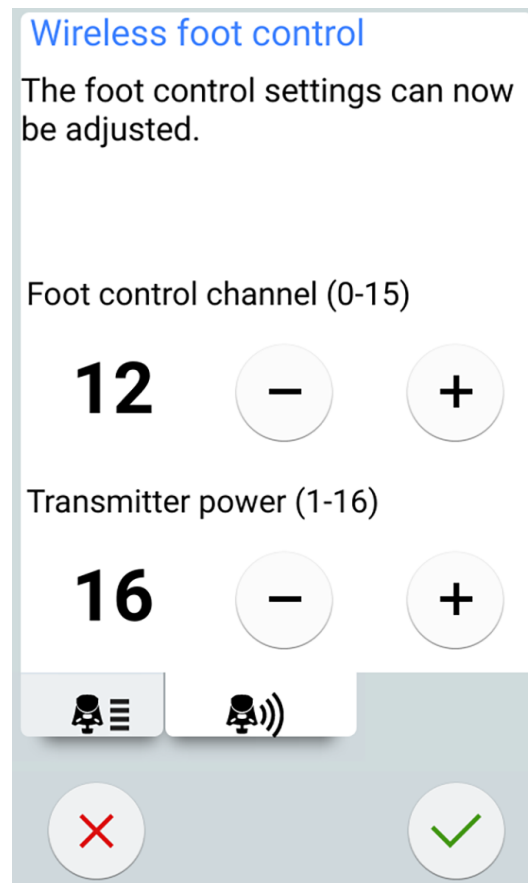 Wireless foot control
The foot control settings can now
be adjusted.
Foot control channel (0-15)
12 − +
Transmitter power (1-16)
16 − +